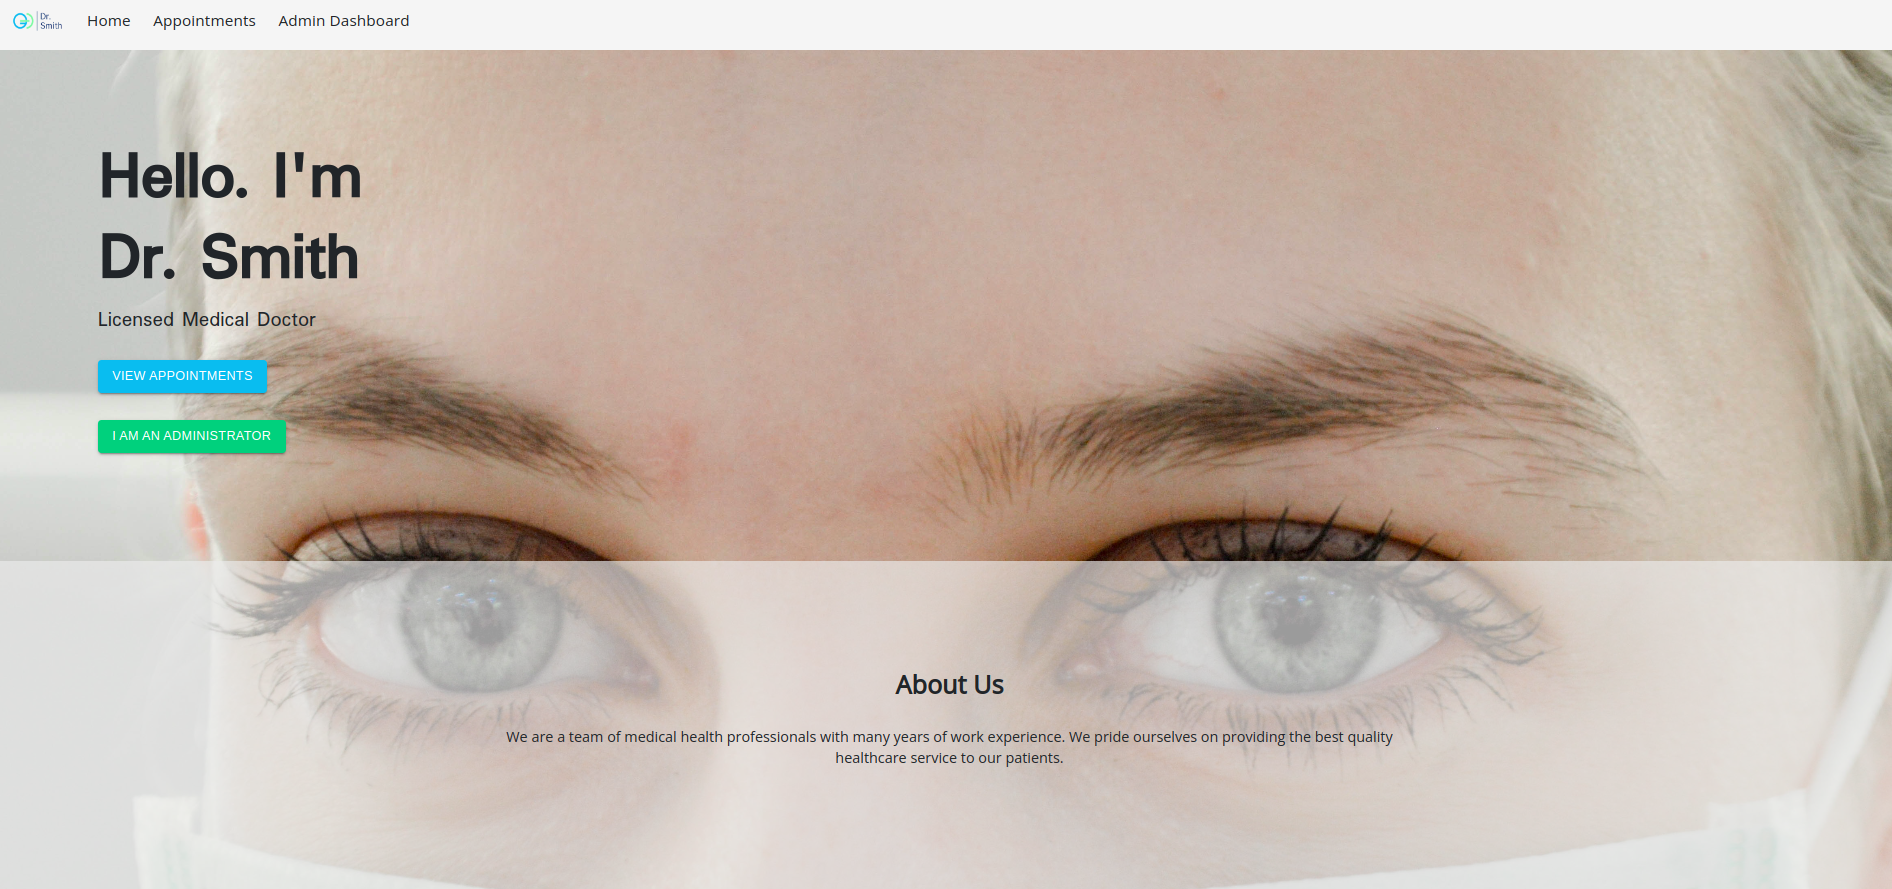 Dr.
Smith
Home Appointments Admin Dashboard
Hello. I'm
Dr. Smith
Licensed Medical Doctor
VIEW APPOINTMENTS
I AM AN ADMINISTRATOR
About Us
We are a team of medical health professionals with many years of work experience. We pride ourselves on providing the best quality
healthcare service to our patients.